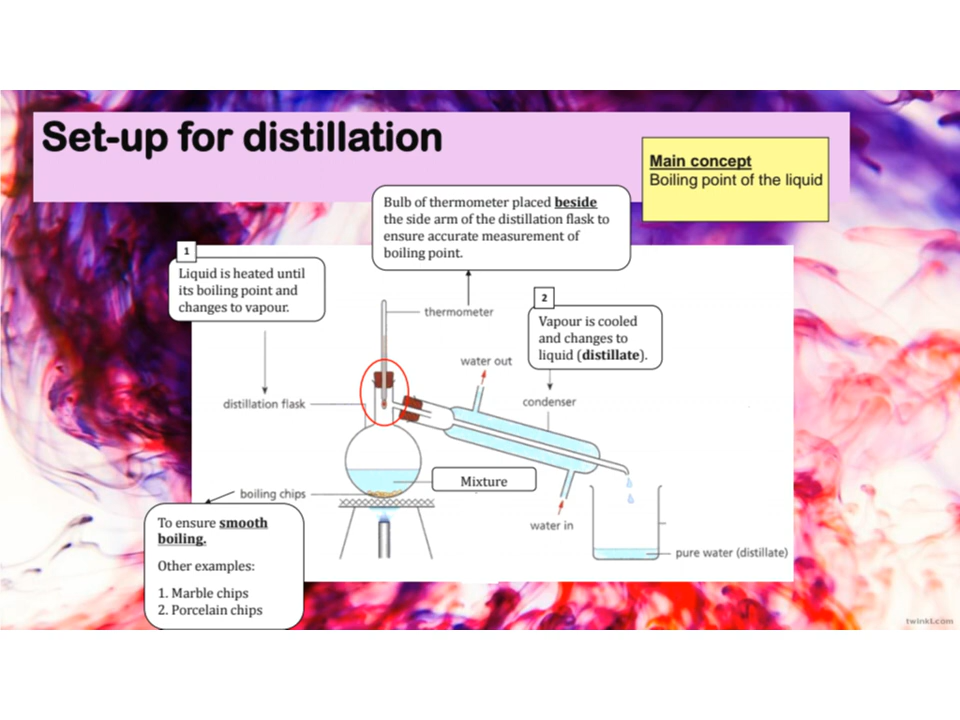 Set-up for distillation
Main concept
Boiling point of the liquid
Bulb of thermometer placed beside
the side arm of the distillation flask to
ensure accurate measurement of
boiling point.
1
Liquid is heated until
its boiling point and
changes to vapour.
2
Vapour is cooled
and changes to
liquid (distillate).
thermometer
water out
distillation flask
condenser
Mixture
boiling chips
water in
pure water (distillate)
To ensure smooth
boiling.
Other examples:
1. Marble chips
2. Porcelain chips
twinkl.com